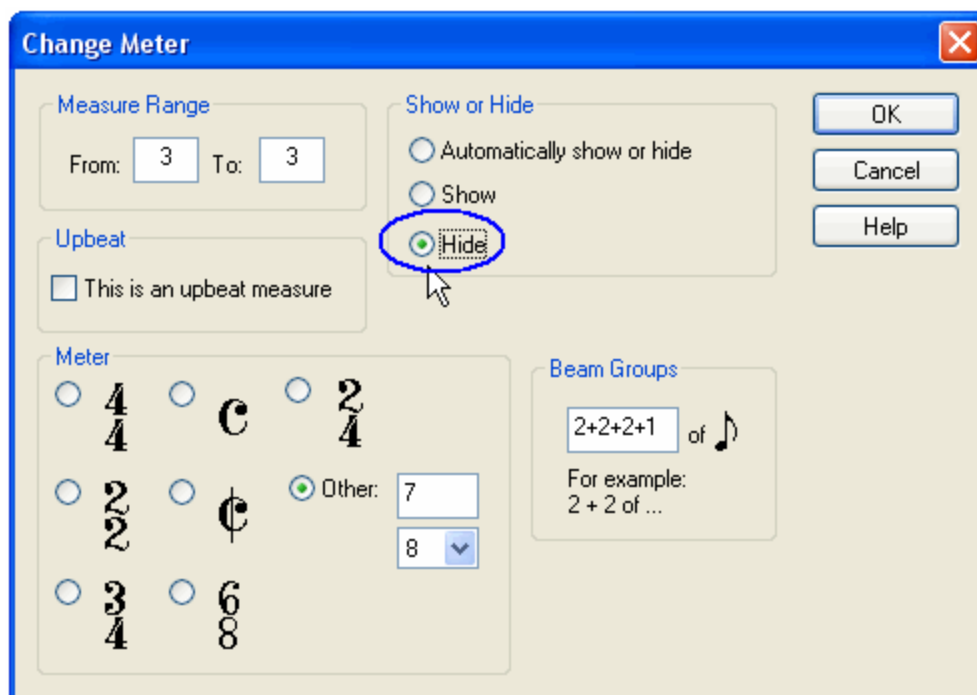 Change Meter
Measure Range
From: 3 To: 3
Show or Hide
Automatically show or hide
Show
Hide
OK
Cancel
Help
Upbeat
This is an upbeat measure
Meter
4
4
C
2
4
2
2
¢
Other: 7
8
3
4
6
8
Beam Groups
2+2+2+1 of ♪
For example:
2 + 2 of ...